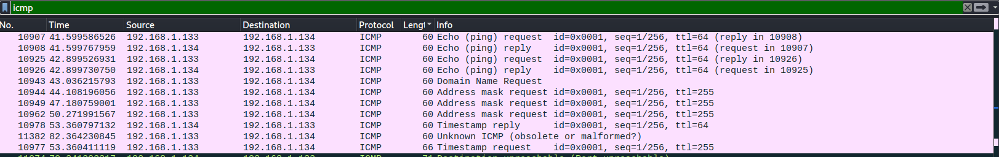 icmp
No. Time Source Destination Protocol Lengt Info
10907 41.599586526 192.168.1.133 192.168.1.134 ICMP 60 Echo (ping) request id=0x0001, seq=1/256, ttl=64 (reply in 10908)
10908 41.599767959 192.168.1.134 192.168.1.133 ICMP 60 Echo (ping) reply id=0x0001, seq=1/256, ttl=64 (request in 10907)
10925 42.899526931 192.168.1.133 192.168.1.134 ICMP 60 Echo (ping) request id=0x0001, seq=1/256, ttl=64 (reply in 10926)
10926 42.899730750 192.168.1.134 192.168.1.133 ICMP 60 Echo (ping) reply id=0x0001, seq=1/256, ttl=64 (request in 10925)
10943 43.036215793 192.168.1.133 192.168.1.134 ICMP 60 Domain Name Request
10944 44.108196056 192.168.1.133 192.168.1.134 ICMP 60 Address mask request id=0x0001, seq=1/256, ttl=255
10949 47.180759001 192.168.1.133 192.168.1.134 ICMP 60 Address mask request id=0x0001, seq=1/256, ttl=255
10962 50.271991567 192.168.1.133 192.168.1.134 ICMP 60 Address mask request id=0x0001, seq=1/256, ttl=255
10978 53.360797132 192.168.1.134 192.168.1.133 ICMP 60 Timestamp reply id=0x0001, seq=1/256, ttl=64
11382 82.364230845 192.168.1.133 192.168.1.134 ICMP 60 Unknown ICMP (obsolete or malformed?)
10977 53.360411119 192.168.1.133 192.168.1.134 ICMP 66 Timestamp request id=0x0001, seq=1/256, ttl=255